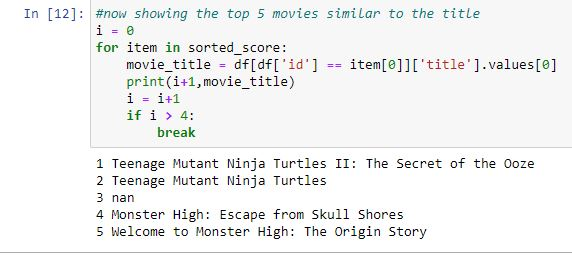 In [12]: #now showing the top 5 movies similar to the title
i = 0
for item in sorted_score:
    movie_title = df[df['id'] == item[0]]['title'].values[0]
    print(i+1,movie_title)
    i = i+1
    if i > 4:
        break
1 Teenage Mutant Ninja Turtles II: The Secret of the Ooze
2 Teenage Mutant Ninja Turtles
3 nan
4 Monster High: Escape from Skull Shores
5 Welcome to Monster High: The Origin Story